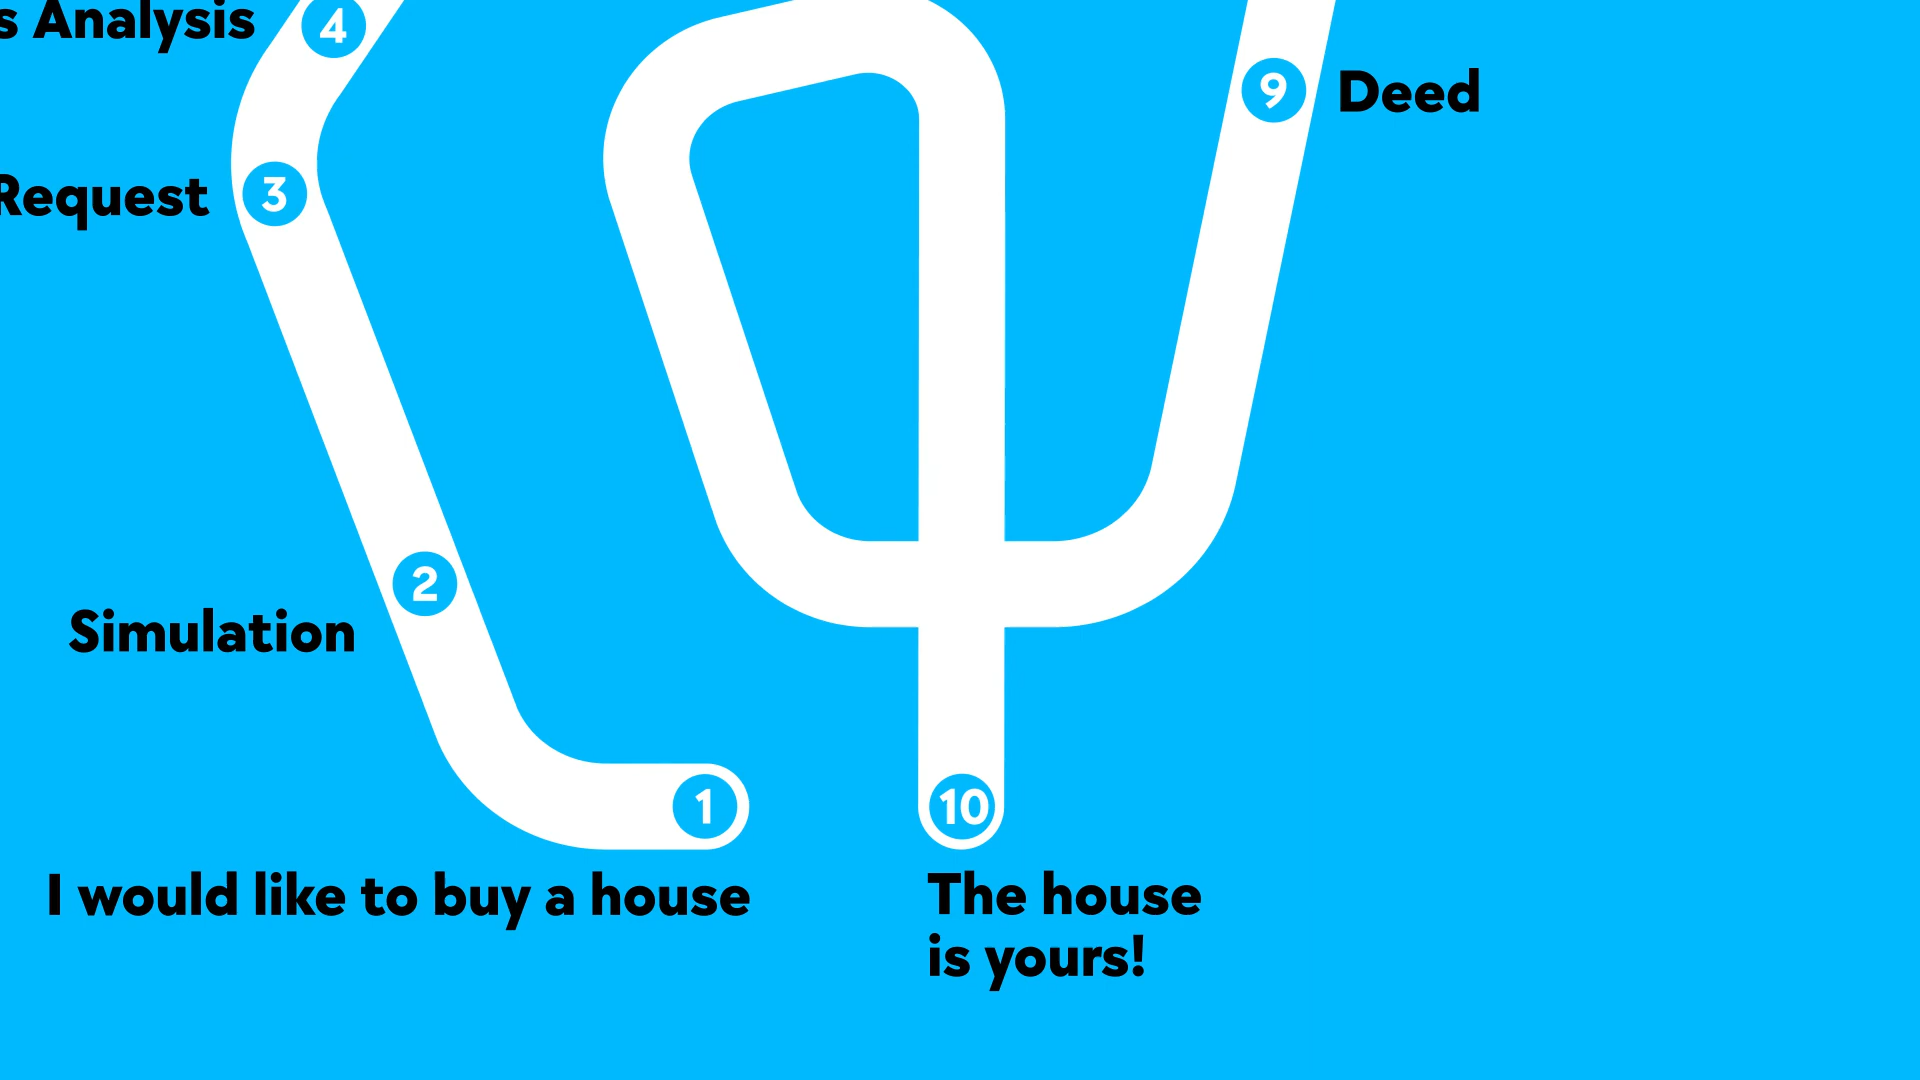 s Analysis
4
9
Deed
Request
3
2
Simulation
1
10
I would like to buy a house
The house
is yours!